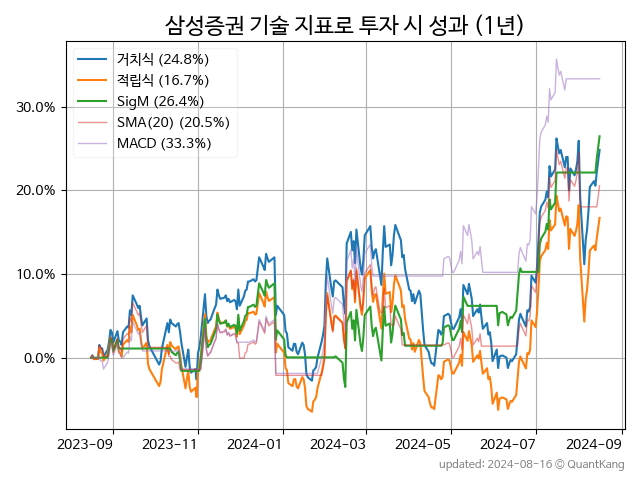 삼성증권 기술 지표로 투자 시 성과 (1년)
거치식 (24.8%)
적립식 (16.7%)
SigM (26.4%)
SMA(20) (20.5%)
MACD (33.3%)
30.0%
20.0%
10.0%
0.0%
2023-09 2023-11 2024-01 2024-03 2024-05 2024-07 2024-09
updated: 2024-08-16 © QuantKang